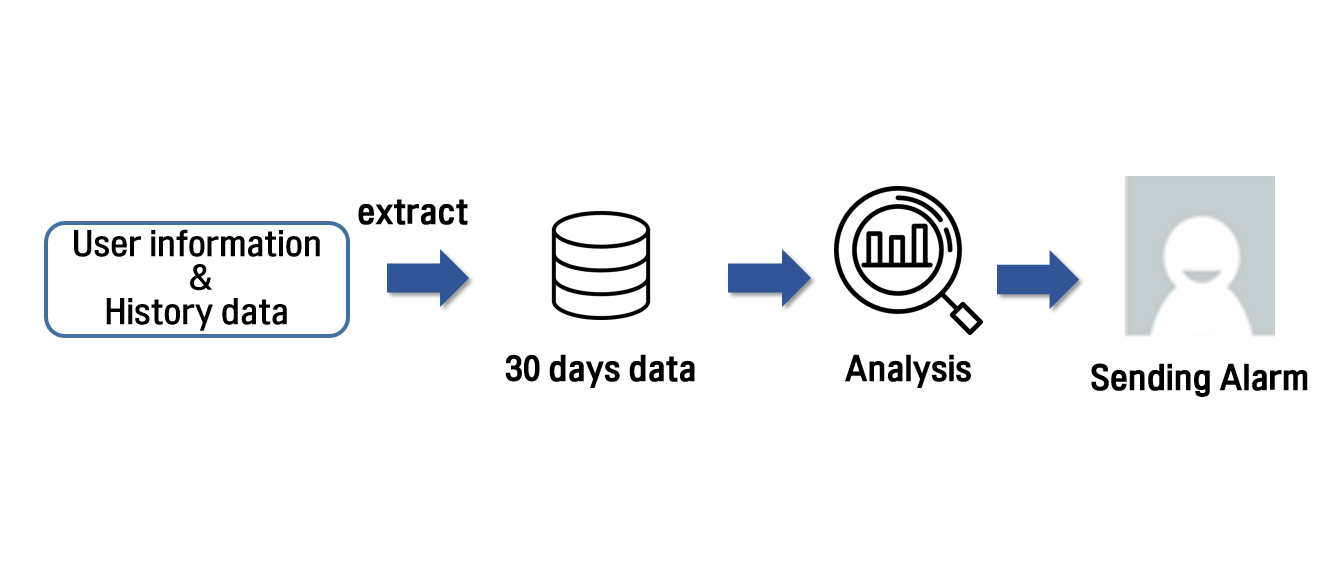 User information
&
History data
extract
30 days data
Analysis
Sending Alarm